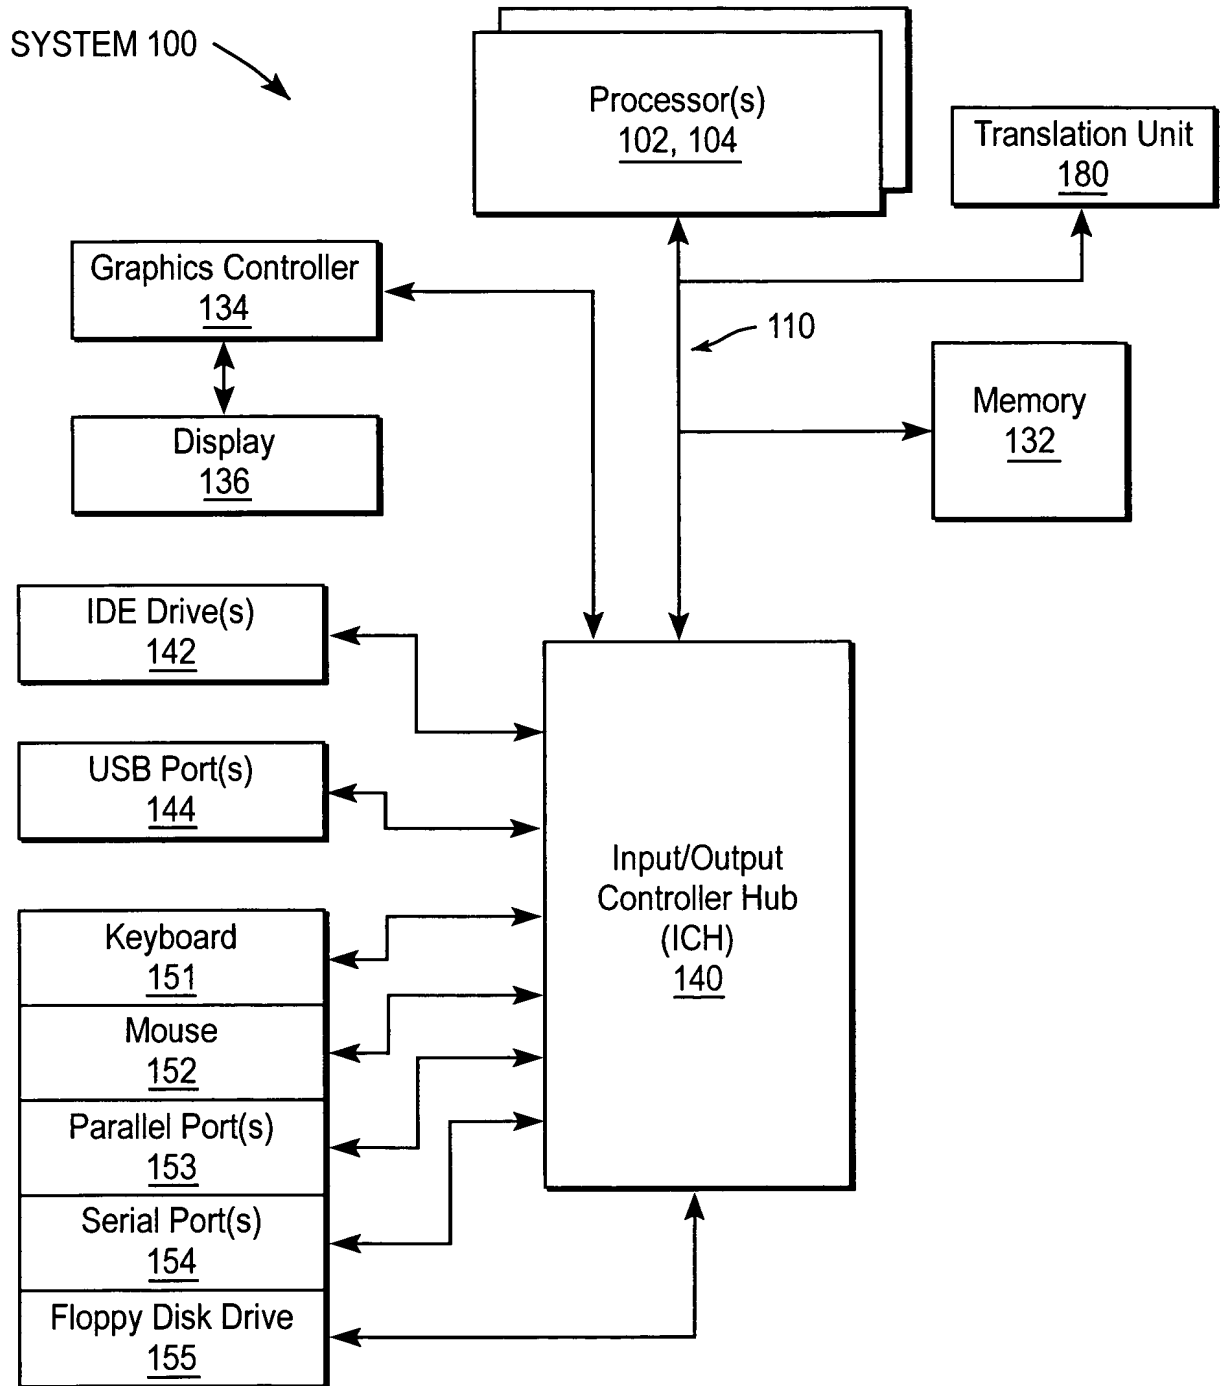 SYSTEM 100
Processor(s)
102, 104
Translation Unit
180
Graphics Controller
134
110
Memory
132
Display
136
IDE Drive(s)
142
USB Port(s)
144
Input/Output
Controller Hub
(ICH)
140
Keyboard
151
Mouse
152
Parallel Port(s)
153
Serial Port(s)
154
Floppy Disk Drive
155